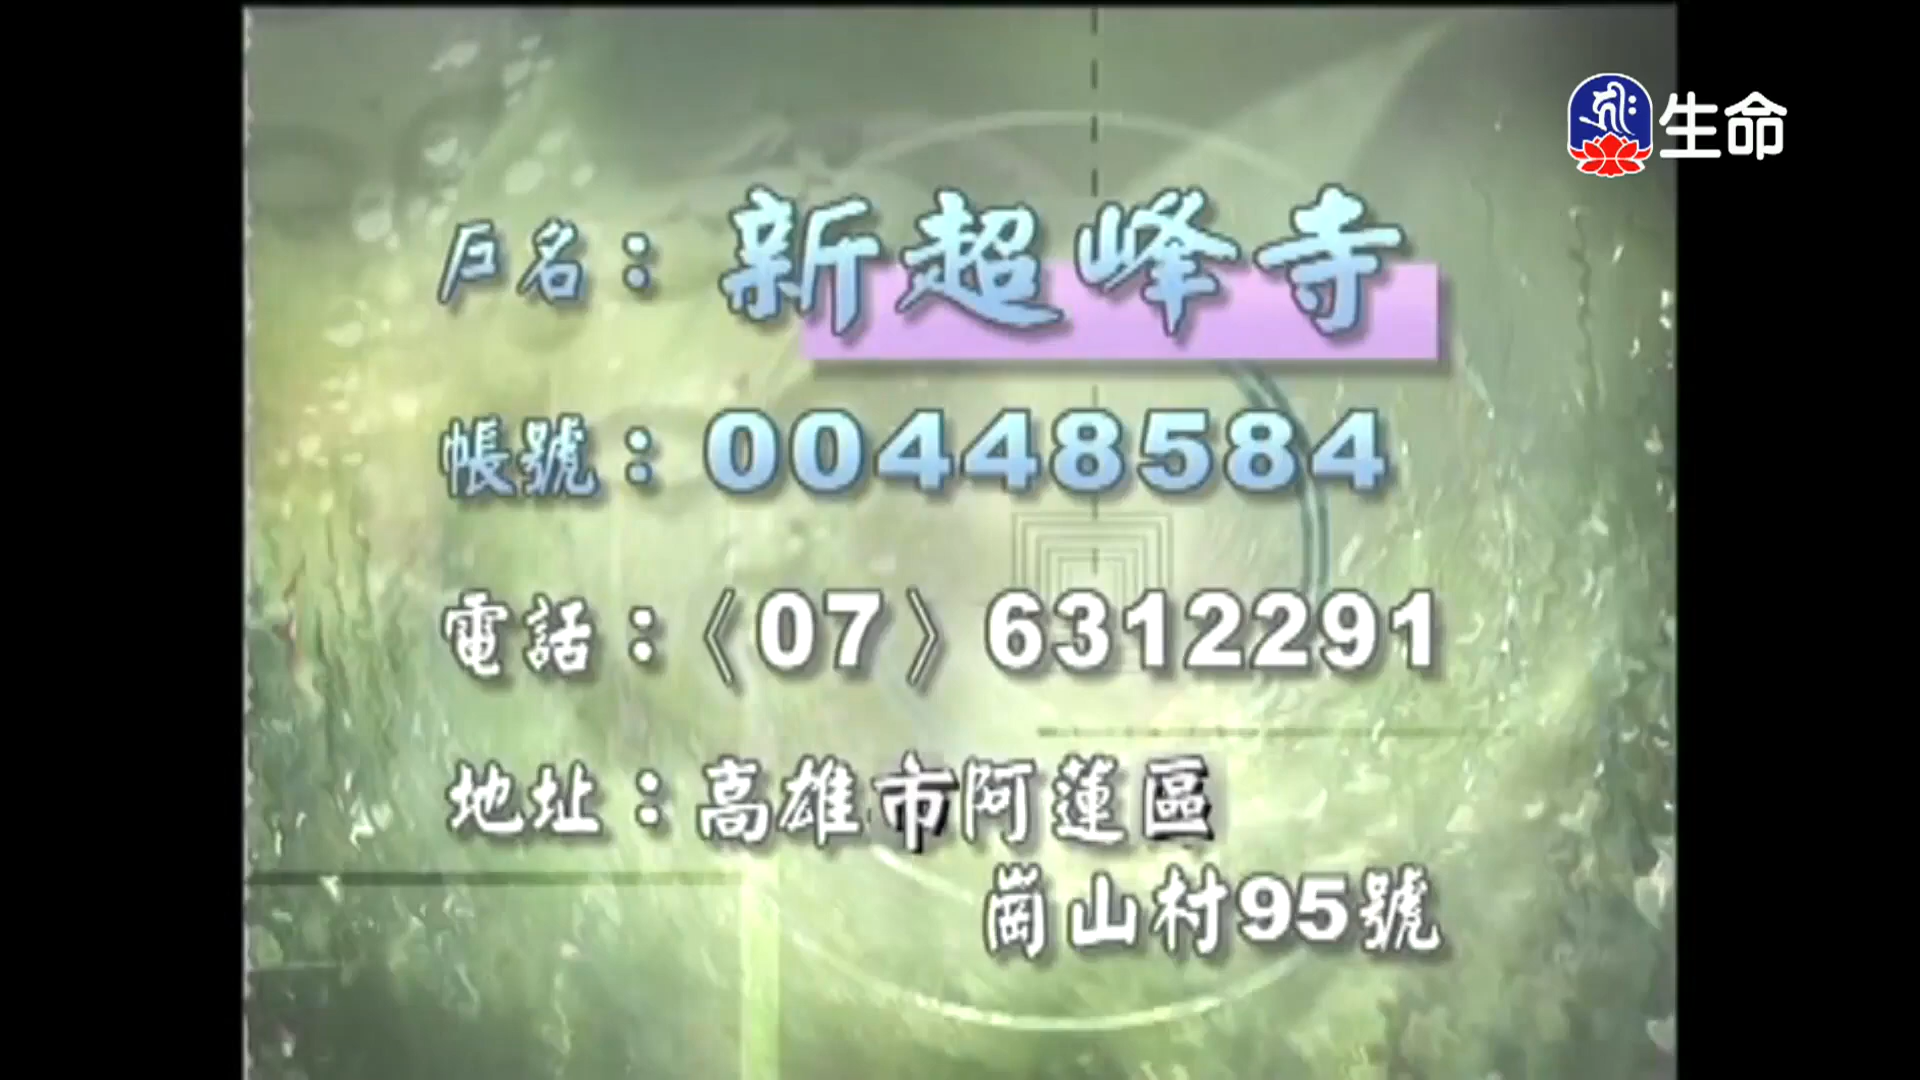 生命
戶名：新超峰寺
帳號：00448584
電話：〈07〉6312291
地址：高雄市阿蓮區
崗山村95號